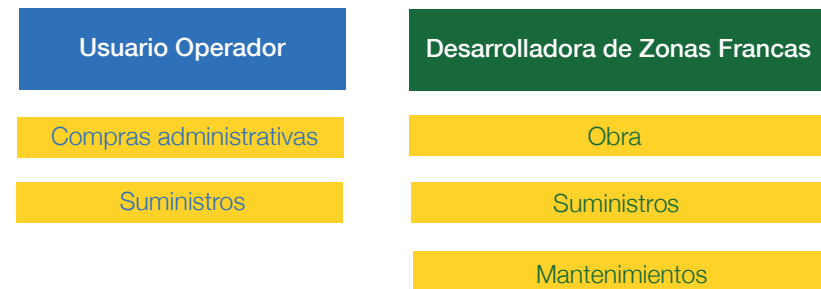 Usuario Operador
Compras administrativas
Suministros
Desarrolladora de Zonas Francas
Obra
Suministros
Mantenimientos